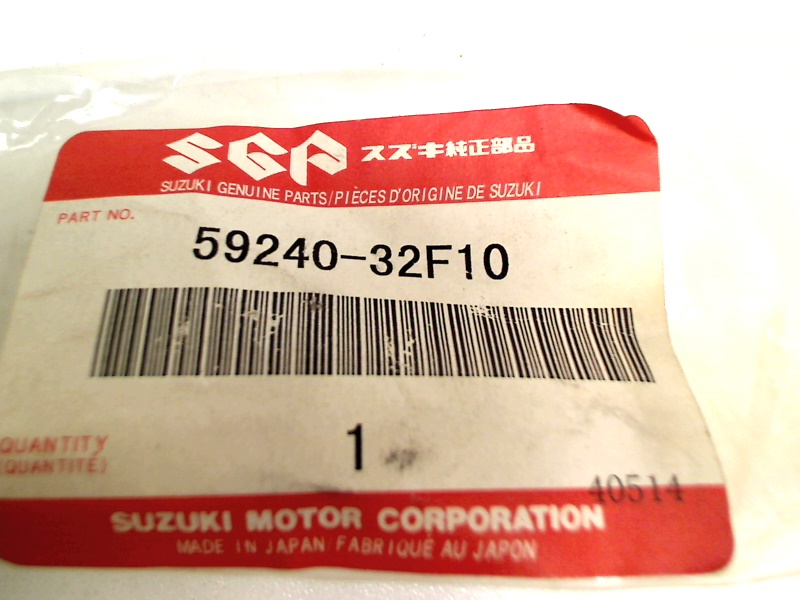 SGP スズキ純正部品
SUZUKI GENUINE PARTS/PIÈCES D'ORIGINE DE SUZUKI
PART NO.
59240-32F10
QUANTITY 1
(QUANTITÉ)
40514
SUZUKI MOTOR CORPORATION
MADE IN JAPAN/FABRIQUÉ AU JAPON